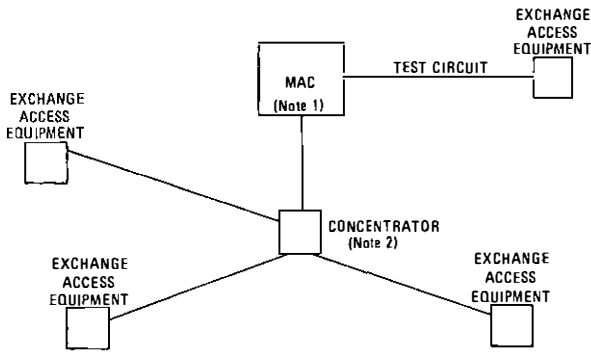 EXCHANGE
ACCESS
EQUIPMENT
TEST CIRCUIT
MAC
(Note 1)
EXCHANGE
ACCESS
EQUIPMENT
CONCENTRATOR
(Note 2)
EXCHANGE
ACCESS
EQUIPMENT
EXCHANGE
ACCESS
EQUIPMENT